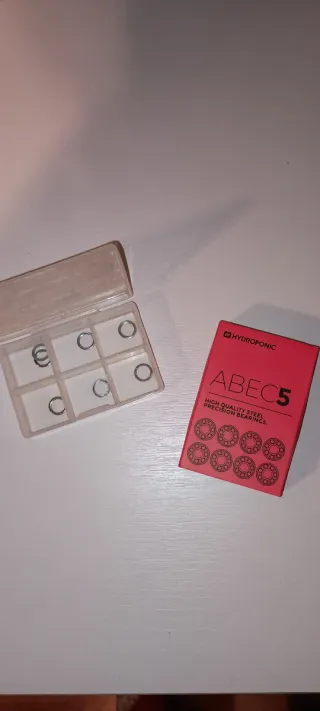 HYDROPONIC
ABEC5
HIGH QUALITY STEEL
PRECISION BEARINGS